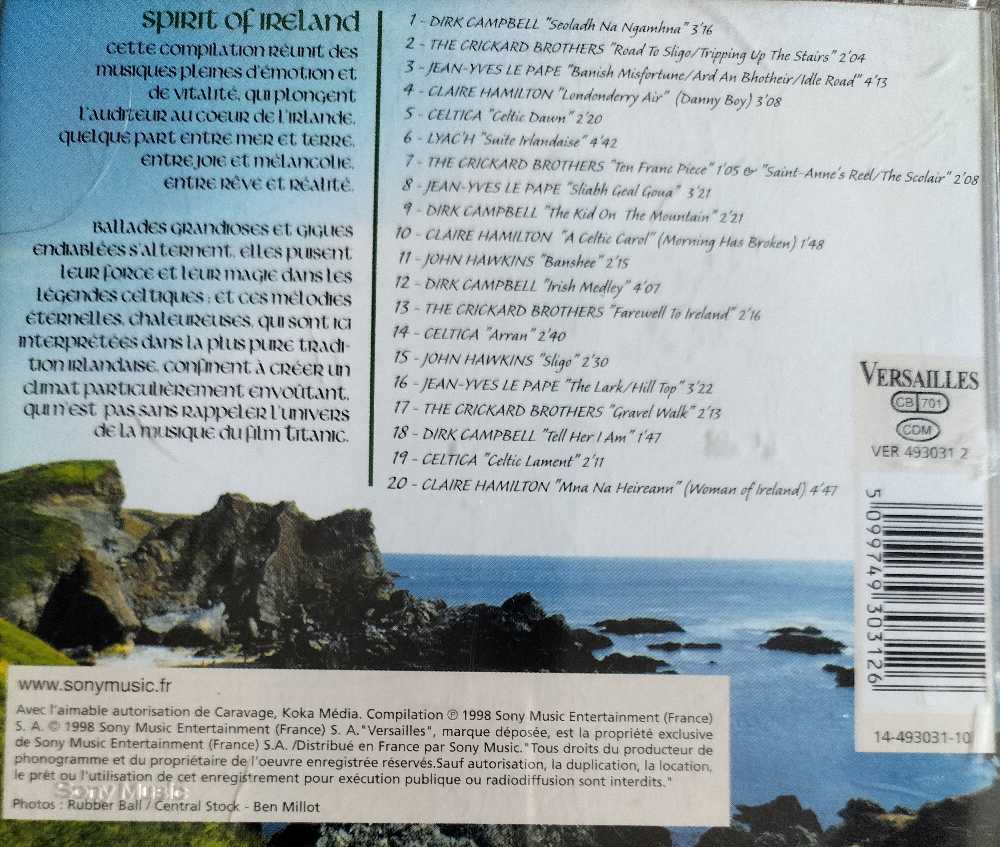 SPIRIT OF IRELAND
CETTE COMPILATION RÉUNIT DES
MUSIQUES PLEINES D'ÉMOTION ET
DE VITALITÉ, QUI PLONGENT
L'AUDITEUR AU COEUR DE L'IRLANDE,
QUELQUE PART ENTRE MER ET TERRE,
ENTRE JOIE ET MÉLANCOLIE,
ENTRE RÊVE ET RÉALITÉ.
BALLADES GRANDIOSES ET GIGUES
ENDIABLÉES S'ALTERNENT, ELLES PUISENT
LEUR FORCE ET LEUR MAGIE DANS LES
LÉGENDES CELTIQUES ; ET CES MÉLODIES
ÉTERNELLES, CHALEUREUSES, QUI SONT ICI
INTERPRÉTÉES DANS LA PLUS PURE TRADI-
TION IRLANDAISE, CONFINENT À CRÉER UN
CLIMAT PARTICULIÈREMENT ENVOÛTANT,
QUI N'EST PAS SANS RAPPELER L'UNIVERS
DE LA MUSIQUE DU FILM TITANIC.
1 - DIRK CAMPBELL "Seoladh Na Ngamhna" 3'16
2 - THE CRICKARD BROTHERS "Road To Sligo/Tripping Up The Stairs" 2'04
3 - JEAN-YVES LE PAPE "Banish Misfortune/Ard An Bhotheir/Idle Road" 4'13
4 - CLAIRE HAMILTON "Londonderry Air" (Danny Boy) 3'08
5 - CELTICA "Celtic Dawn" 2'20
6 - LYAC'H "Suite Irlandaise" 4'42
7 - THE CRICKARD BROTHERS "Ten Franc Piece" 1'05 & "Saint-Anne's Reel/The Scolair" 2'08
8 - JEAN-YVES LE PAPE "Sliabh Geal Goua" 3'21
9 - DIRK CAMPBELL "The Kid On The Mountain" 2'21
10 - CLAIRE HAMILTON "A Celtic Carol" (Morning Has Broken) 1'48
11 - JOHN HAWKINS "Banshee" 2'15
12 - DIRK CAMPBELL "Irish Medley" 4'07
13 - THE CRICKARD BROTHERS "Farewell To Ireland" 2'16
14 - CELTICA "Arran" 2'40
15 - JOHN HAWKINS "Sligo" 2'30
16 - JEAN-YVES LE PAPE "The Lark/Hill Top" 3'22
17 - THE CRICKARD BROTHERS "Gravel Walk" 2'13
18 - DIRK CAMPBELL "Tell Her I Am" 1'47
19 - CELTICA "Celtic Lament" 2'11
20 - CLAIRE HAMILTON "Mna Na Heireann" (Woman of Ireland) 4'47
VERSAILLES
CB 701
CDM
VER 493031 2
5 099749 303126
14-493031-10
www.sonymusic.fr
Avec l'aimable autorisation de Caravage, Koka Média. Compilation ℗ 1998 Sony Music Entertainment (France)
S. A. © 1998 Sony Music Entertainment (France) S. A."Versailles", marque déposée, est la propriété exclusive
de Sony Music Entertainment (France) S.A. /Distribué en France par Sony Music."Tous droits du producteur de
phonogramme et du propriétaire de l'oeuvre enregistrée réservés.Sauf autorisation, la duplication, la location,
le prêt ou l'utilisation de cet enregistrement pour exécution publique ou radiodiffusion sont interdits."
Sony Music
Photos : Rubber Ball / Central Stock - Ben Millot